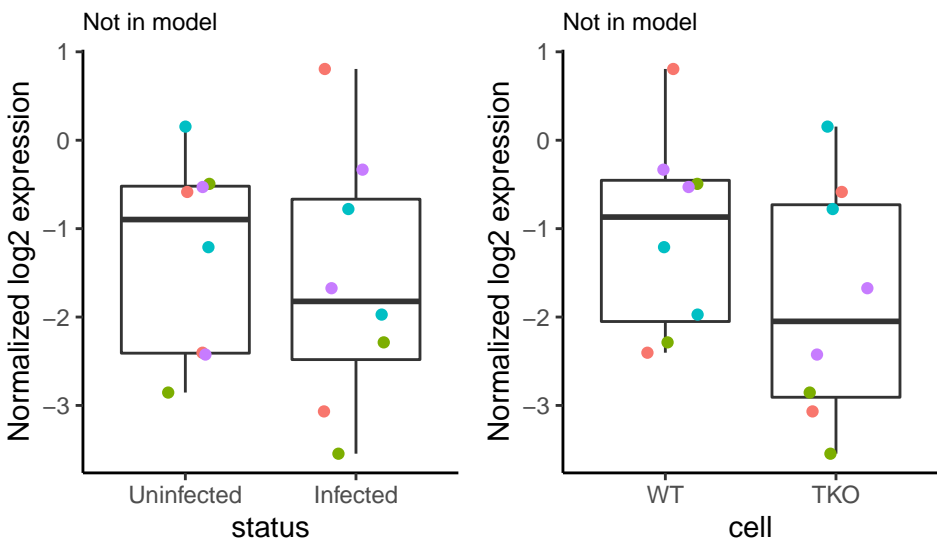 Not in model
Normalized log2 expression
1
0
−1
−2
−3
Uninfected
Infected
status
Not in model
Normalized log2 expression
1
0
−1
−2
−3
WT
TKO
cell